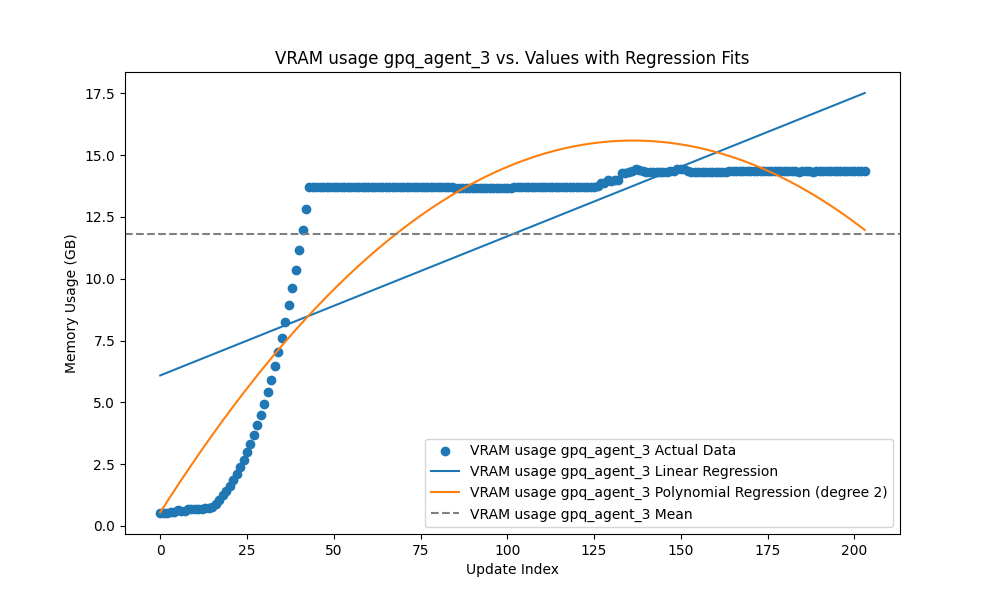 VRAM usage gpq_agent_3 vs. Values with Regression Fits
17.5
15.0
12.5
10.0
7.5
5.0
2.5
0.0
Memory Usage (GB)
VRAM usage gpq_agent_3 Actual Data
VRAM usage gpq_agent_3 Linear Regression
VRAM usage gpq_agent_3 Polynomial Regression (degree 2)
VRAM usage gpq_agent_3 Mean
0 25 50 75 100 125 150 175 200
Update Index